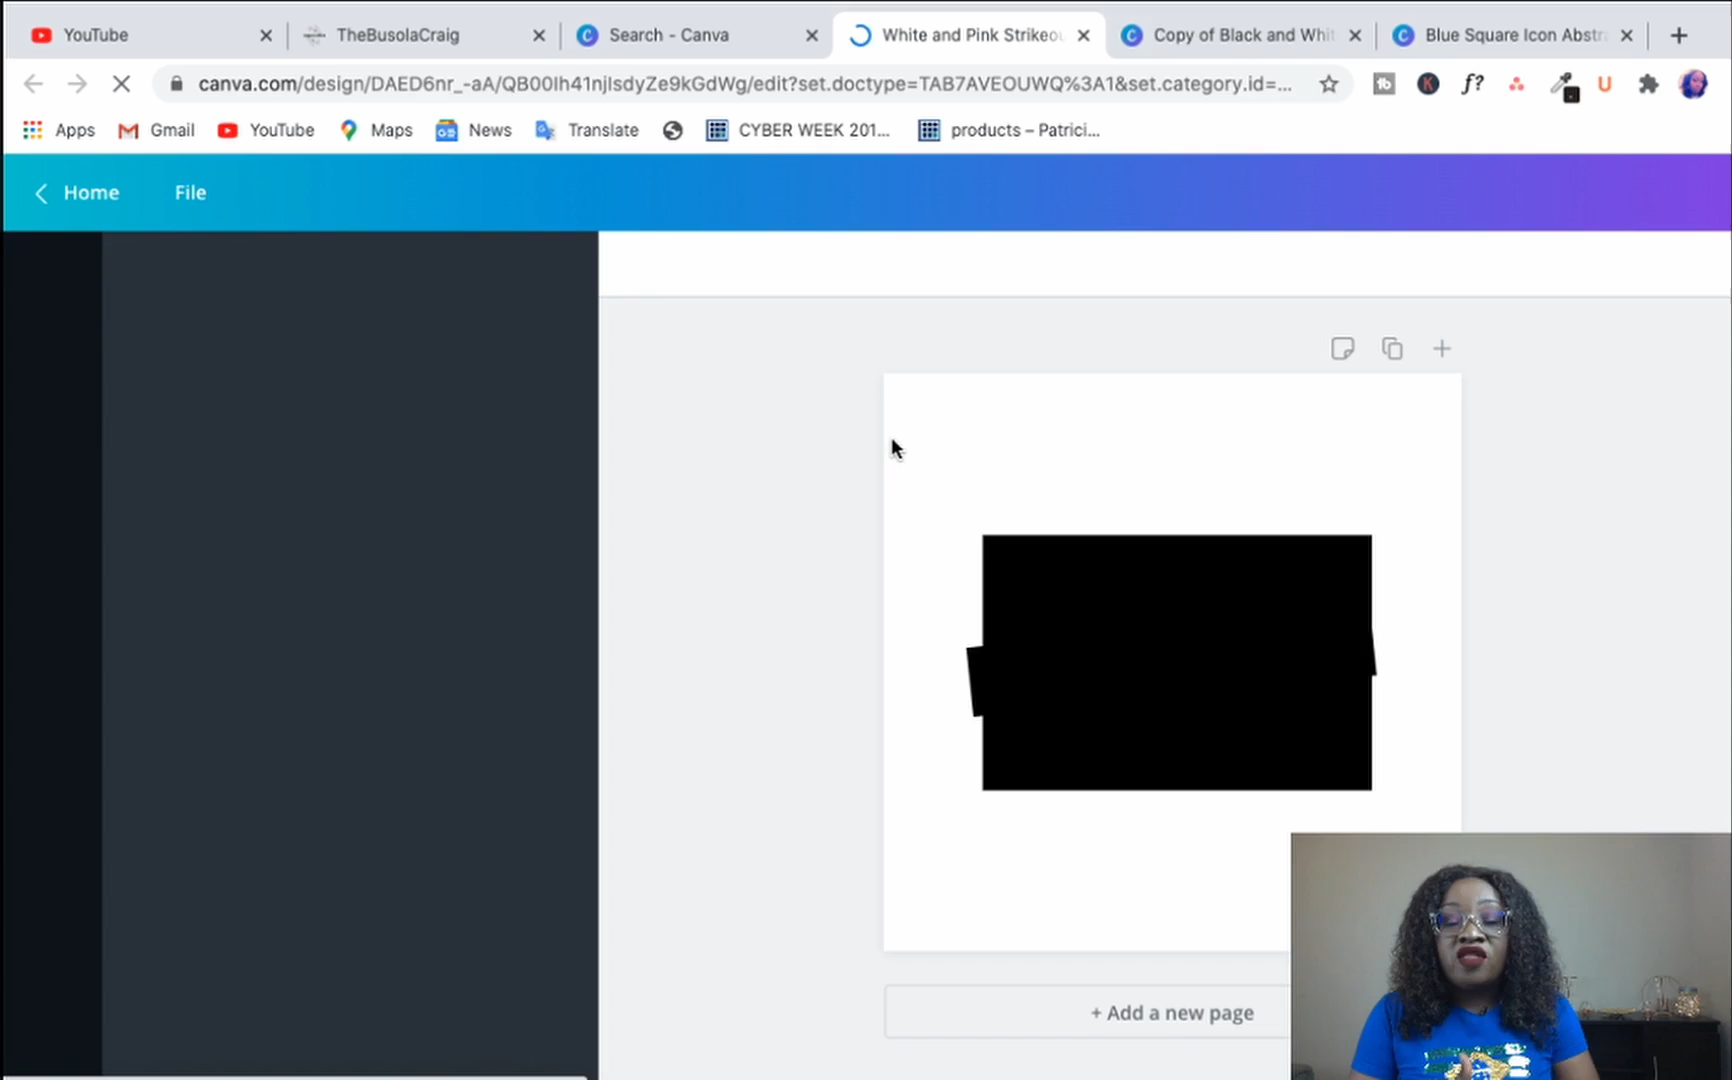 YouTube
TheBusolaCraig
Search - Canva
White and Pink Strikeou
Copy of Black and Whit
Blue Square Icon Abstr
canva.com/design/DAED6nr_-aA/QB00Ih41njIsdyZe9kGdWg/edit?set.doctype=TAB7AVEOUWQ%3A1&set.category.id=...
Apps
Gmail
YouTube
Maps
News
Translate
CYBER WEEK 201...
products – Patrici...
Home
File
+ Add a new page